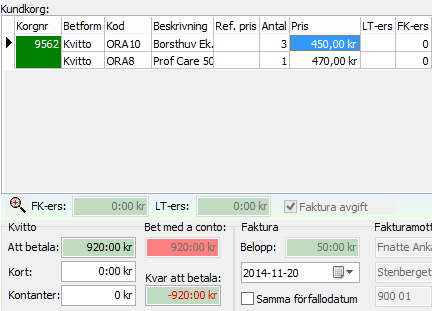 Kundkorg:
Korgnr Betform Kod Beskrivning Ref. pris Antal Pris LT-ers FK-ers
9562 Kvitto ORA10 Borsthuv Ek. 3 450,00 kr 0
Kvitto ORA8 Prof Care 50 1 470,00 kr 0
FK-ers: 0:00 kr LT-ers: 0:00 kr Faktura avgift
Kvitto Bet med a conto: Faktura Fakturamott
Att betala: 920:00 kr 920:00 kr Belopp: 50:00 kr Fnatte Anka
Kort: 0:00 kr Kvar att betala: 2014-11-20 Stenberget
Kontanter: 0 kr -920:00 kr Samma förfallodatum 900 01